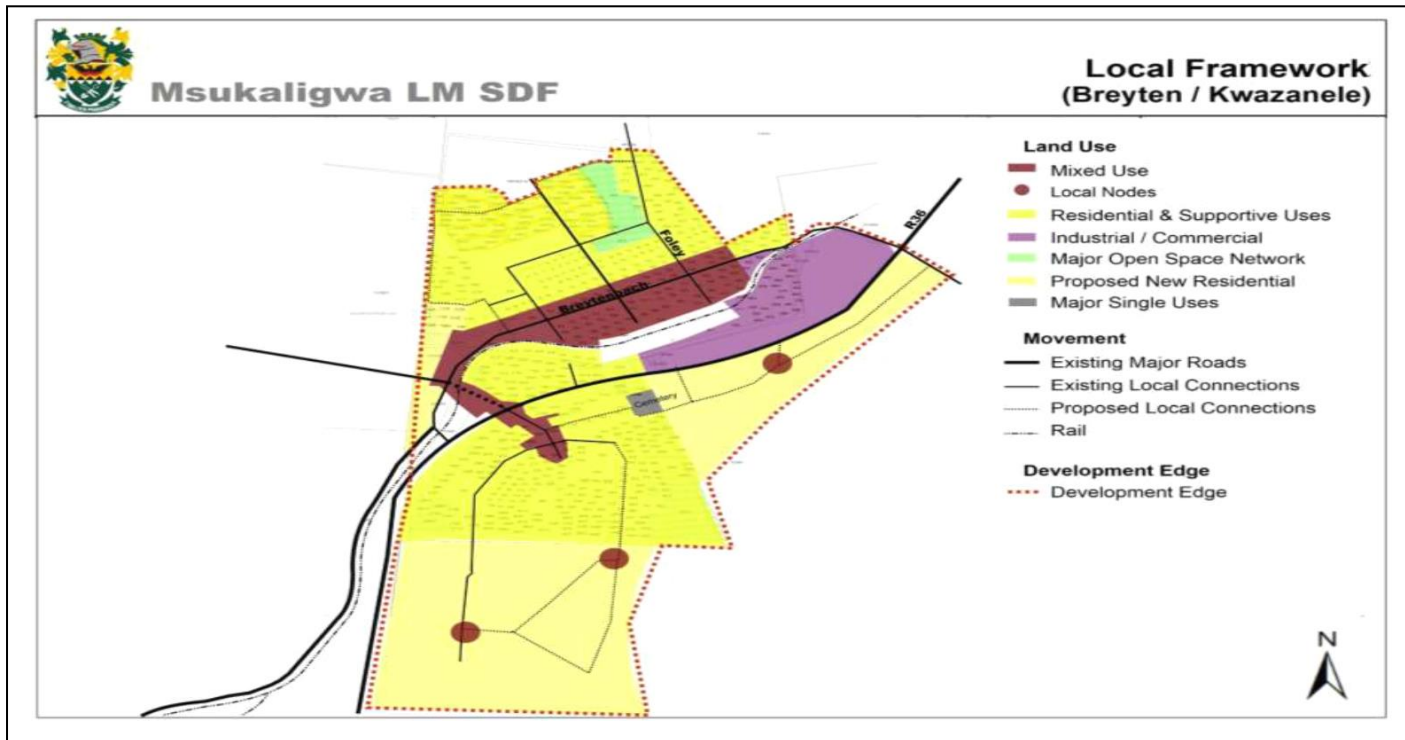 Msukaligwa LM SDF
Local Framework
(Breyten / Kwazanele)
Land Use
Mixed Use
Local Nodes
Residential & Supportive Uses
Industrial / Commercial
Major Open Space Network
Proposed New Residential
Major Single Uses
Movement
Existing Major Roads
Existing Local Connections
Proposed Local Connections
Rail
Development Edge
Development Edge
R36
Foley
Breytenbach
Cemetery
N